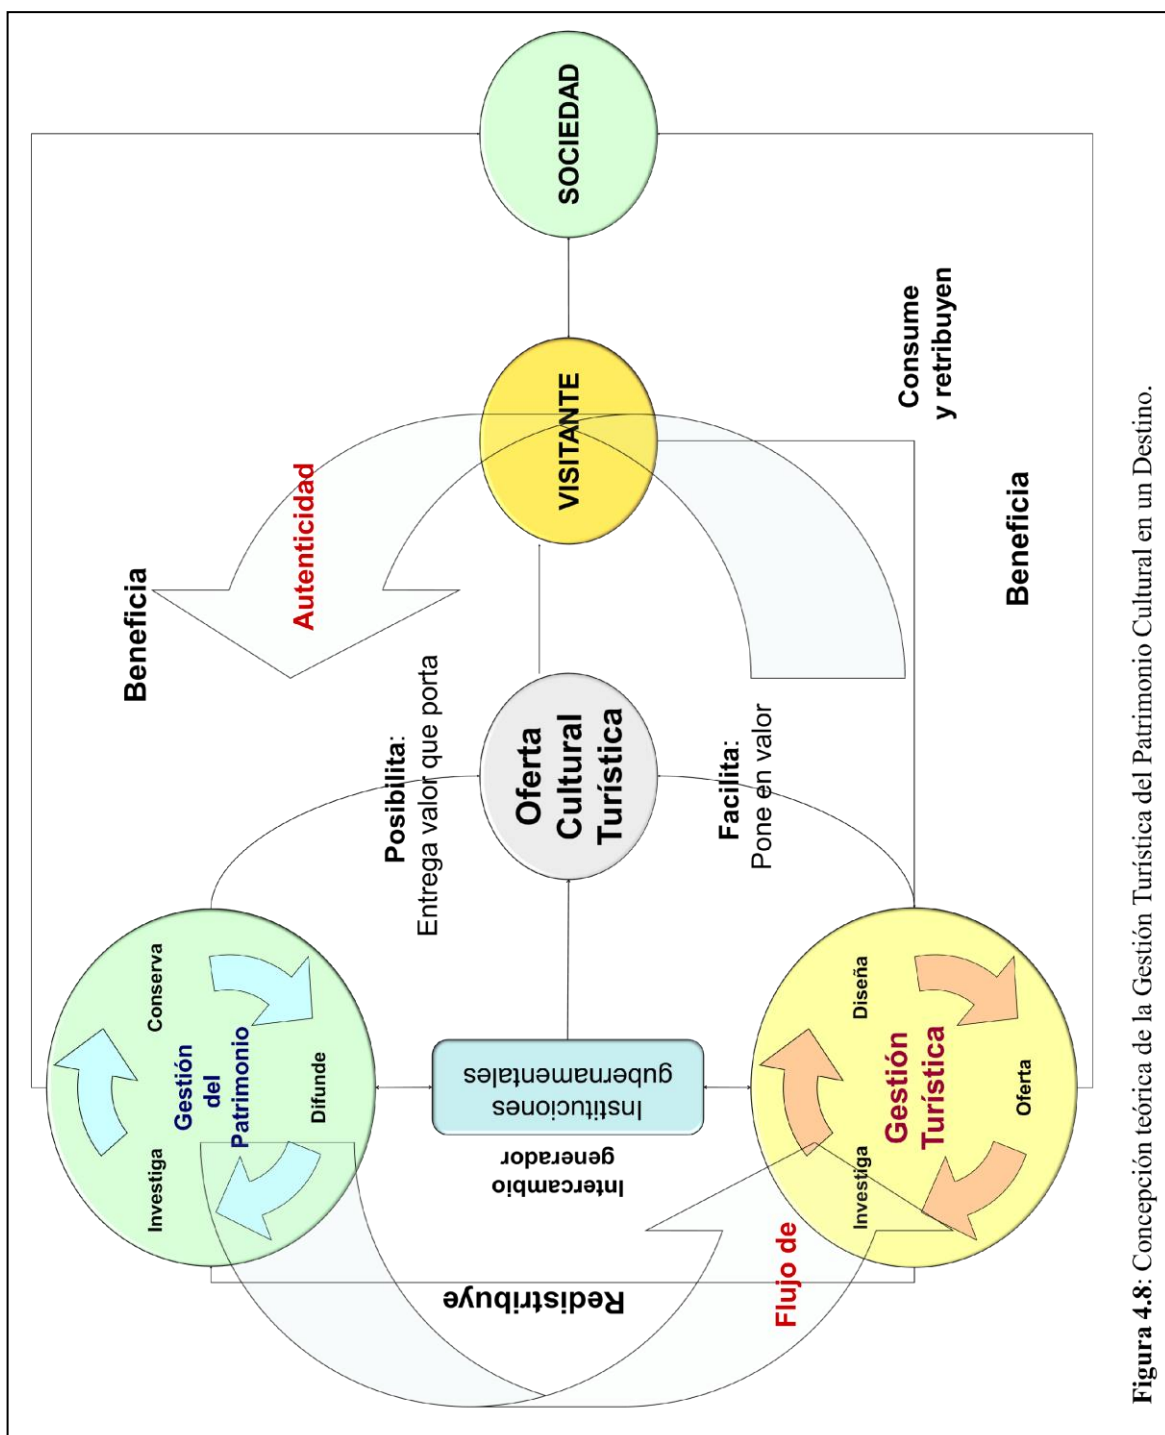 Beneficia
Investiga
Conserva
Gestión
del
Patrimonio
Difunde
Posibilita:
Entrega valor que porta
Autenticidad
Redistribuye
Intercambio
generador
Instituciones
gubernamentales
Oferta
Cultural
Turística
VISITANTE
SOCIEDAD
Flujo de
Investiga
Diseña
Gestión
Turística
Oferta
Facilita:
Pone en valor
Consume
y retribuyen
Beneficia
Figura 4.8: Concepción teórica de la Gestión Turística del Patrimonio Cultural en un Destino.